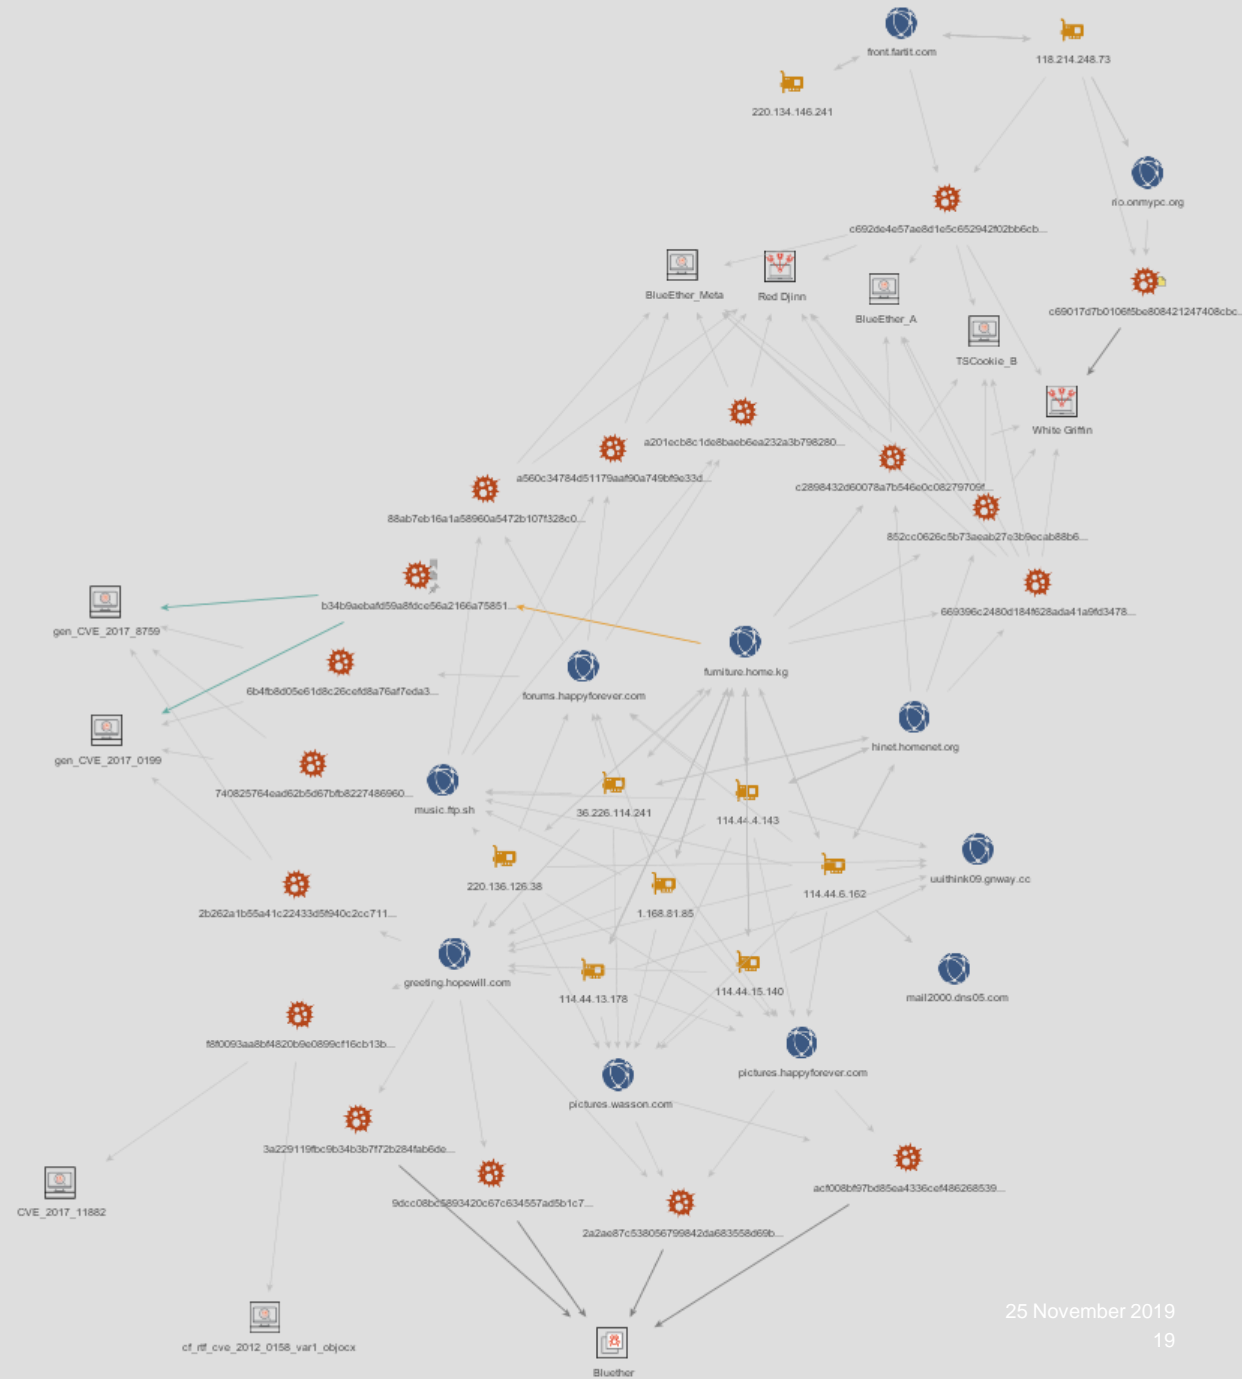 front.fartit.com
118.214.248.73
220.134.146.241
rio.onmypc.org
c692de4e57ae8d1e5c652942f02bb6cb...
BlueEther_Meta
Red Djinn
BlueEther_A
c69017d7b0106f5be808421247408cbc...
TSCookie_B
White Griffin
a201ecb8c1de8baeb6ea232a3b798280...
a560c34784d51179aaf90a749bf9e33d...
c2898432d60078a7b546e0c08279709f...
88ab7eb16a1a58960a5472b107f328c0...
852cc0626c5b73aeab27e3b9ecab88b6...
b34b9aebafd59a8fdce56a2166a75851...
669396c2480d184f628ada41a9fd3478...
gen_CVE_2017_8759
furniture.home.kg
6b4fb8d05e61d8c26cefd8a76af7eda3...
forums.happyforever.com
hinet.homenet.org
gen_CVE_2017_0199
740825764ead62b5d67bfb8227486960...
music.ftp.sh
36.226.114.241
114.44.4.143
uuithink09.gnway.cc
220.136.126.38
114.44.6.162
2b262a1b55a41c22433d5f940c2cc711...
1.168.81.85
greeting.hopewill.com
114.44.13.178
114.44.15.140
mail2000.dns05.com
f8f0093aa8bf4820b9e0899cf16cb13b...
pictures.happyforever.com
pictures.wasson.com
3a229119fbc9b34b3b7f72b284fab6de...
acf008bf97bd85ea4336cef486268539...
9dcc08bc5893420c67c634557ad5b1c7...
CVE_2017_11882
2a2ae87c538056799842da683558d69b...
25 November 2019
19
cf_rtf_cve_2012_0158_var1_objocx
Bluether